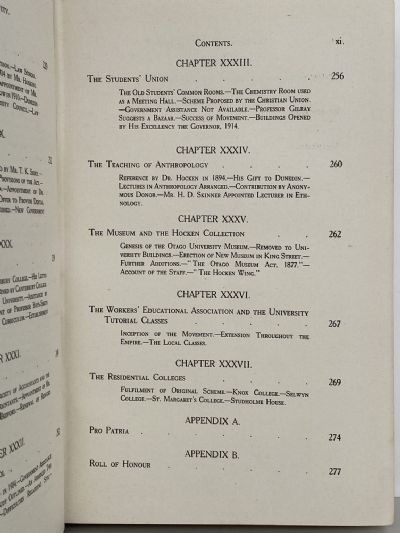 CONTENTS. xi.
CHAPTER XXXIII.
THE STUDENTS' UNION . . . . 256
THE OLD STUDENTS' COMMON ROOMS.—THE CHEMISTRY ROOM USED
AS A MEETING HALL.—SCHEME PROPOSED BY THE CHRISTIAN UNION.
—GOVERNMENT ASSISTANCE NOT AVAILABLE.—PROFESSOR GILRAY
SUGGESTS A BAZAAR.—SUCCESS OF MOVEMENT.—BUILDINGS OPENED
BY HIS EXCELLENCY THE GOVERNOR, 1914.
CHAPTER XXXIV.
THE TEACHING OF ANTHROPOLOGY . . . 260
REFERENCE BY DR. HOCKEN IN 1894.—HIS GIFT TO DUNEDIN.—
LECTURES IN ANTHROPOLOGY ARRANGED.—CONTRIBUTION BY ANONY-
MOUS DONOR.—MR. H. D. SKINNER APPOINTED LECTURER IN ETH-
NOLOGY.
CHAPTER XXXV.
THE MUSEUM AND THE HOCKEN COLLECTION . . 262
GENESIS OF THE OTAGO UNIVERSITY MUSEUM.—REMOVED TO UNI-
VERSITY BUILDINGS.—ERECTION OF NEW MUSEUM IN KING STREET.—
FURTHER ADDITIONS.—"THE OTAGO MUSEUM ACT, 1877."—
ACCOUNT OF THE STAFF.—"THE HOCKEN WING."
CHAPTER XXXVI.
THE WORKERS' EDUCATIONAL ASSOCIATION AND THE UNIVERSITY
TUTORIAL CLASSES . . . . 267
INCEPTION OF THE MOVEMENT.—EXTENSION THROUGHOUT THE
EMPIRE.—THE LOCAL CLASSES.
CHAPTER XXXVII.
THE RESIDENTIAL COLLEGES . . . . 269
FULFILMENT OF ORIGINAL SCHEME.—KNOX COLLEGE.—SELWYN
COLLEGE.—ST. MARGARET'S COLLEGE.—STUDHOLME HOUSE.
APPENDIX A.
PRO PATRIA . . . . . 274
APPENDIX B.
ROLL OF HONOUR . . . . . 277